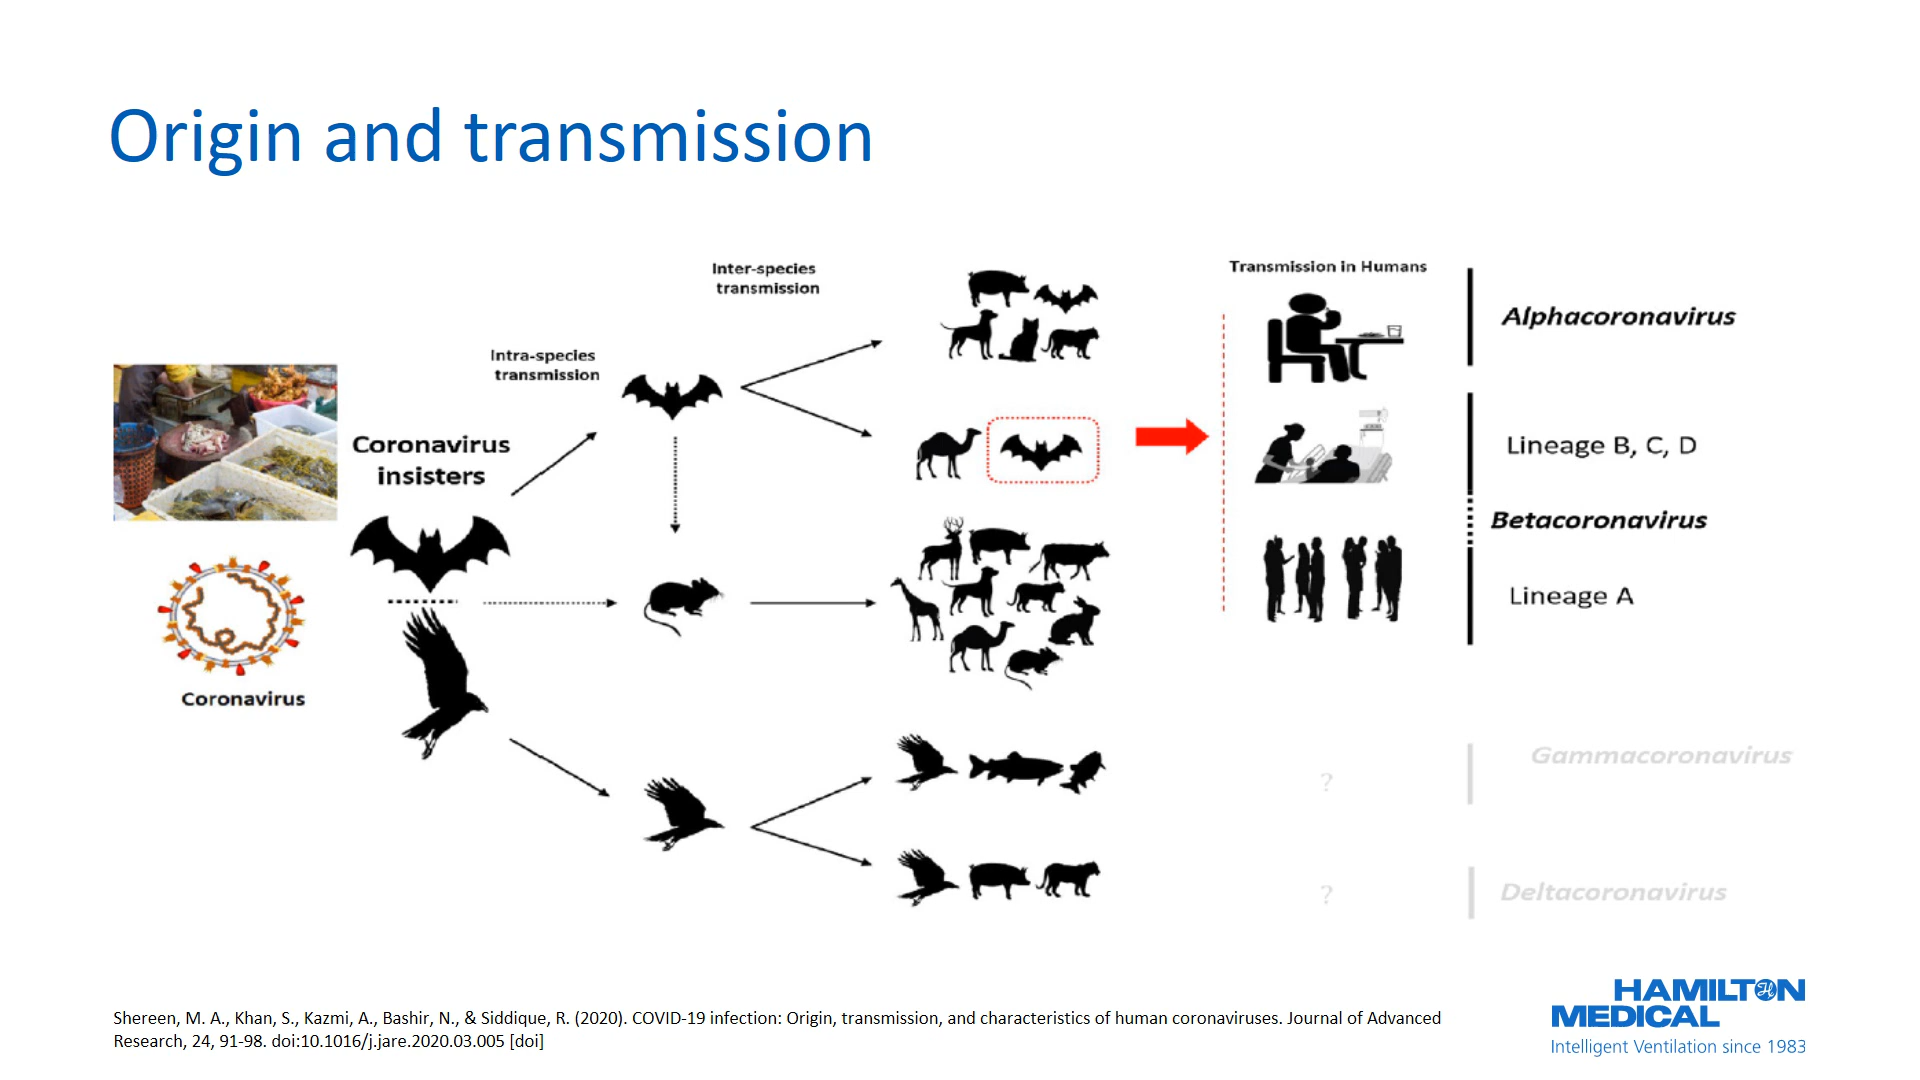 Origin and transmission
Inter-species
transmission
Transmission in Humans
Alphacoronavirus
Intra-species
transmission
Coronavirus
insisters
Lineage B, C, D
Betacoronavirus
Lineage A
Coronavirus
Gammacoronavirus
?
Deltacoronavirus
?
HAMILTON
MEDICAL
Intelligent Ventilation since 1983
Shereen, M. A., Khan, S., Kazmi, A., Bashir, N., & Siddique, R. (2020). COVID-19 infection: Origin, transmission, and characteristics of human coronaviruses. Journal of Advanced
Research, 24, 91-98. doi:10.1016/j.jare.2020.03.005 [doi]